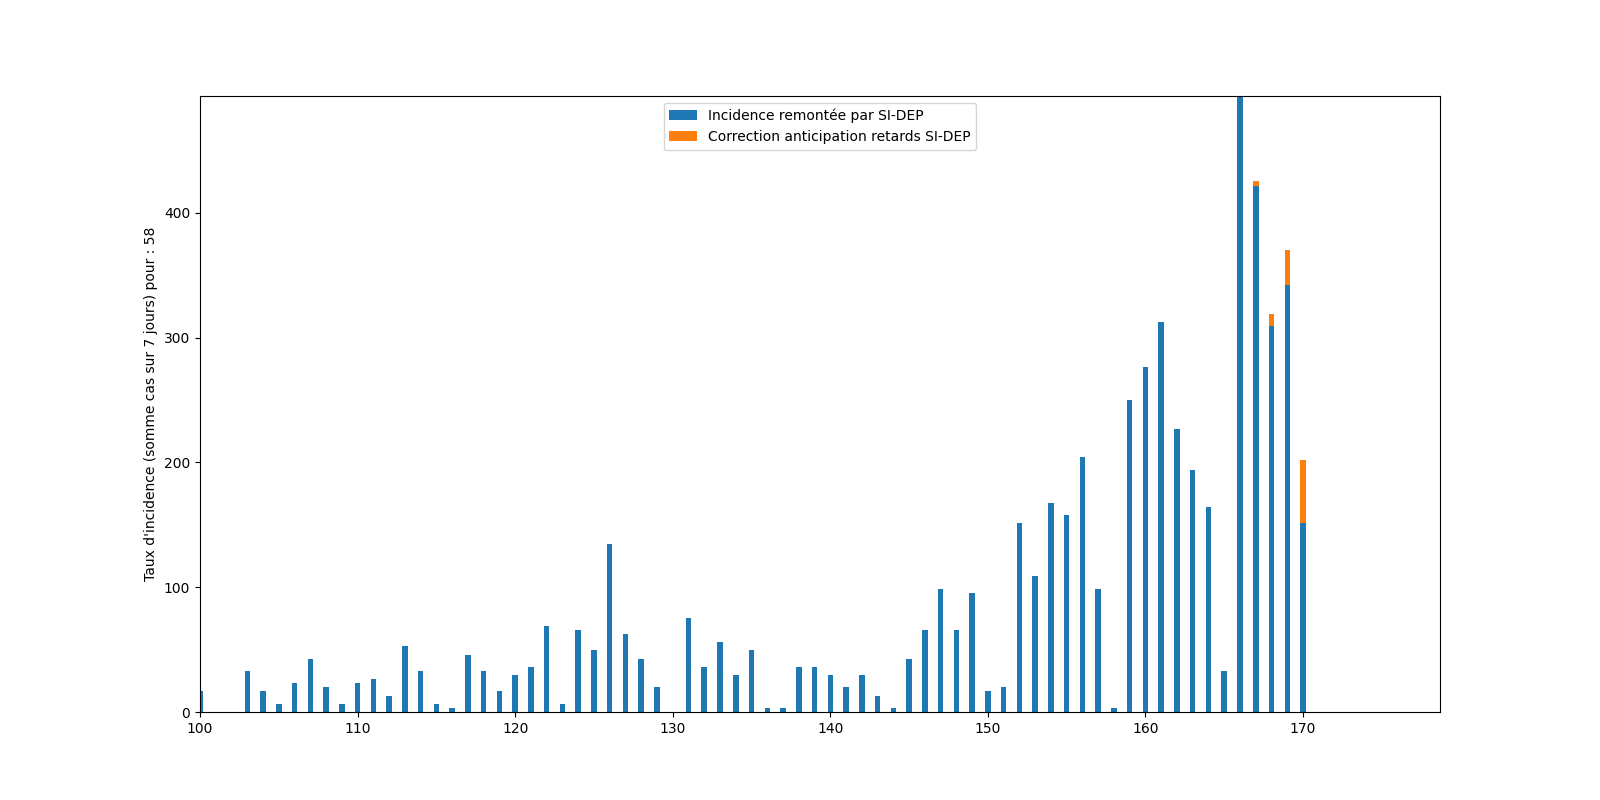 Incidence remontée par SI-DEP
Correction anticipation retards SI-DEP
Taux d'incidence (somme cas sur 7 jours) pour : 58
400
300
200
100
0
100 110 120 130 140 150 160 170